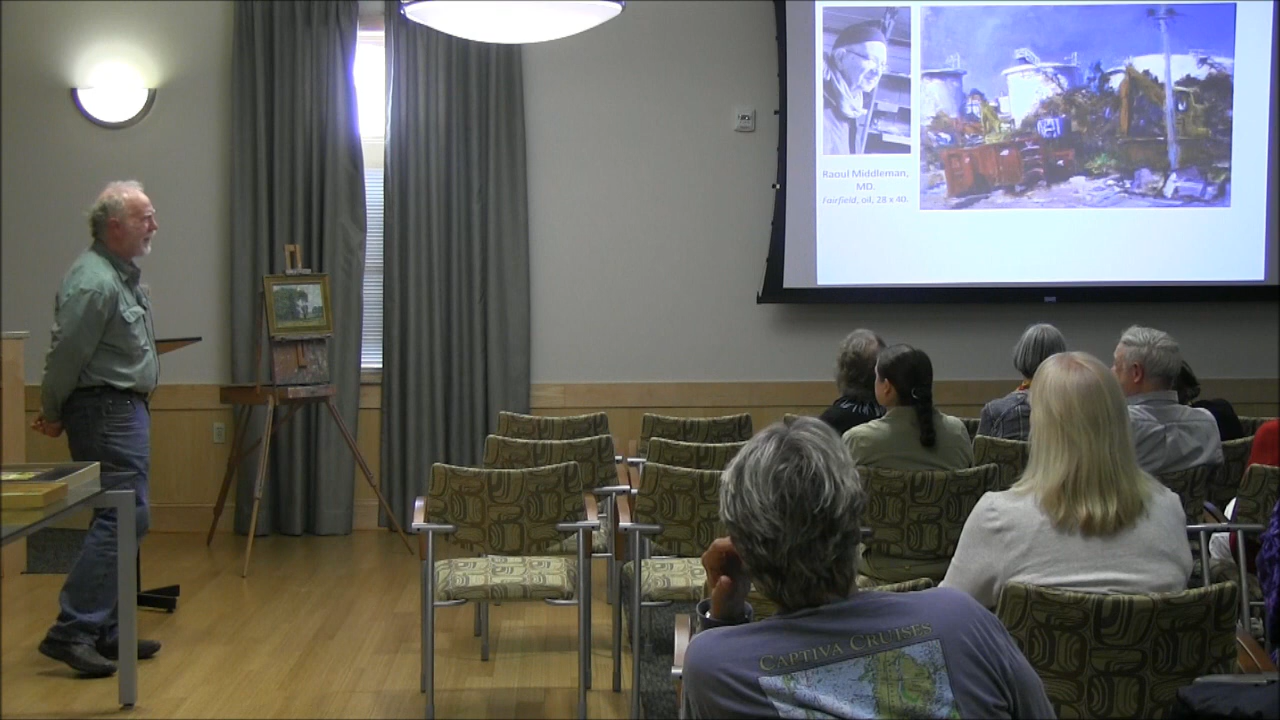 Raoul Middleman,
MD.
Fairfield, oil, 28 x 40.
CAPTIVA CRUISES